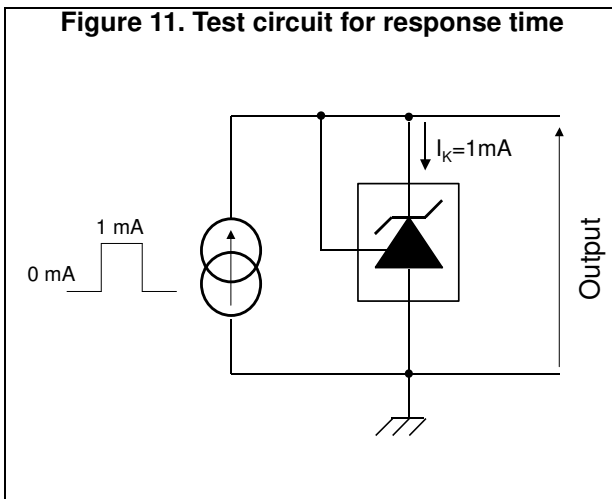 Figure 11. Test circuit for response time
I_K=1mA
1 mA
0 mA
Output